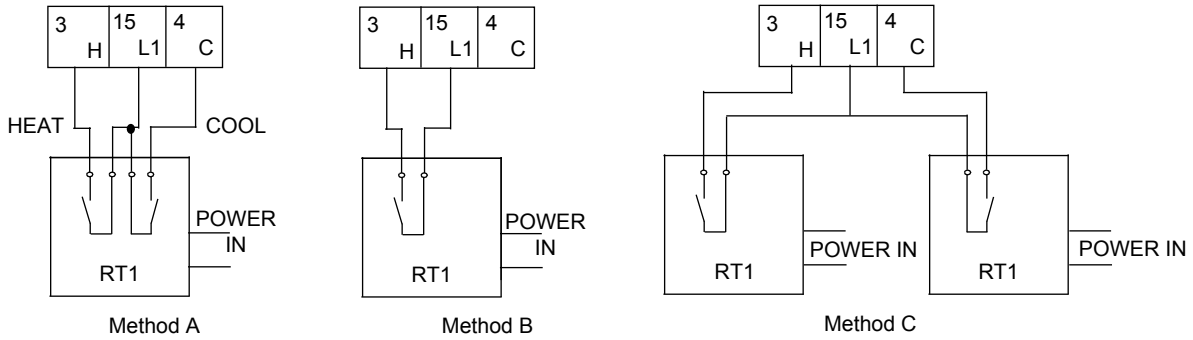 3 15 4
H L1 C
HEAT COOL
POWER
IN
RT1
Method A
3 15 4
H L1 C
POWER
IN
RT1
Method B
3 15 4
H L1 C
POWER IN
RT1
POWER IN
RT1
Method C